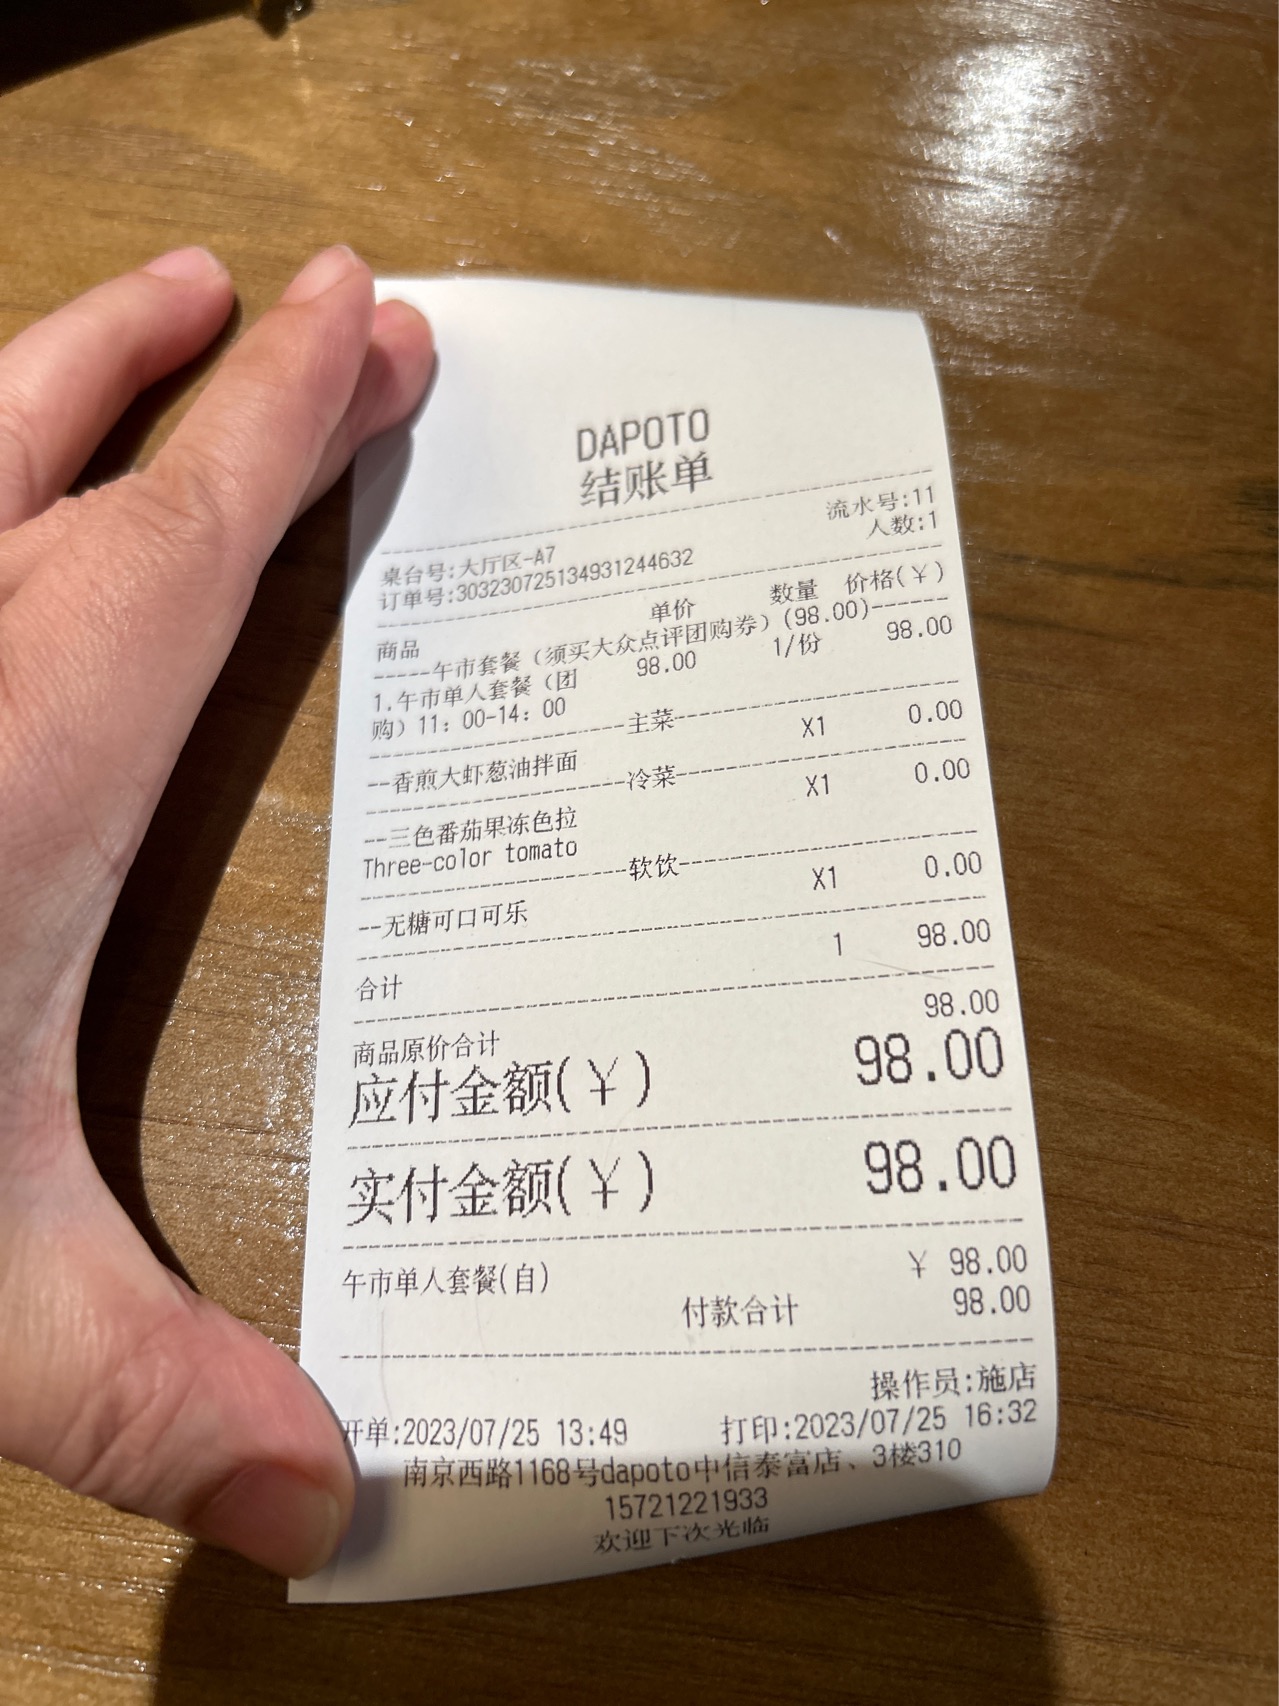 DAPOTO
结账单
流水号:11
桌台号:大厅区-A7 人数:1
订单号:303230725134931244632
商品 单价 数量 价格(￥)
-----午市套餐（须买大众点评团购券）(98.00)------
1.午市单人套餐（团 98.00 1/份 98.00
购）11：00-14：00
主菜
--香煎大虾葱油拌面 X1 0.00
冷菜
--三色番茄果冻色拉 X1 0.00
Three-color tomato
软饮
--无糖可口可乐 X1 0.00
合计 1 98.00
商品原价合计 98.00
应付金额(￥) 98.00
实付金额(￥) 98.00
午市单人套餐(自) ￥ 98.00
付款合计 98.00
操作员:施店
开单:2023/07/25 13:49 打印:2023/07/25 16:32
南京西路1168号dapoto中信泰富店、3楼310
15721221933
欢迎下次光临